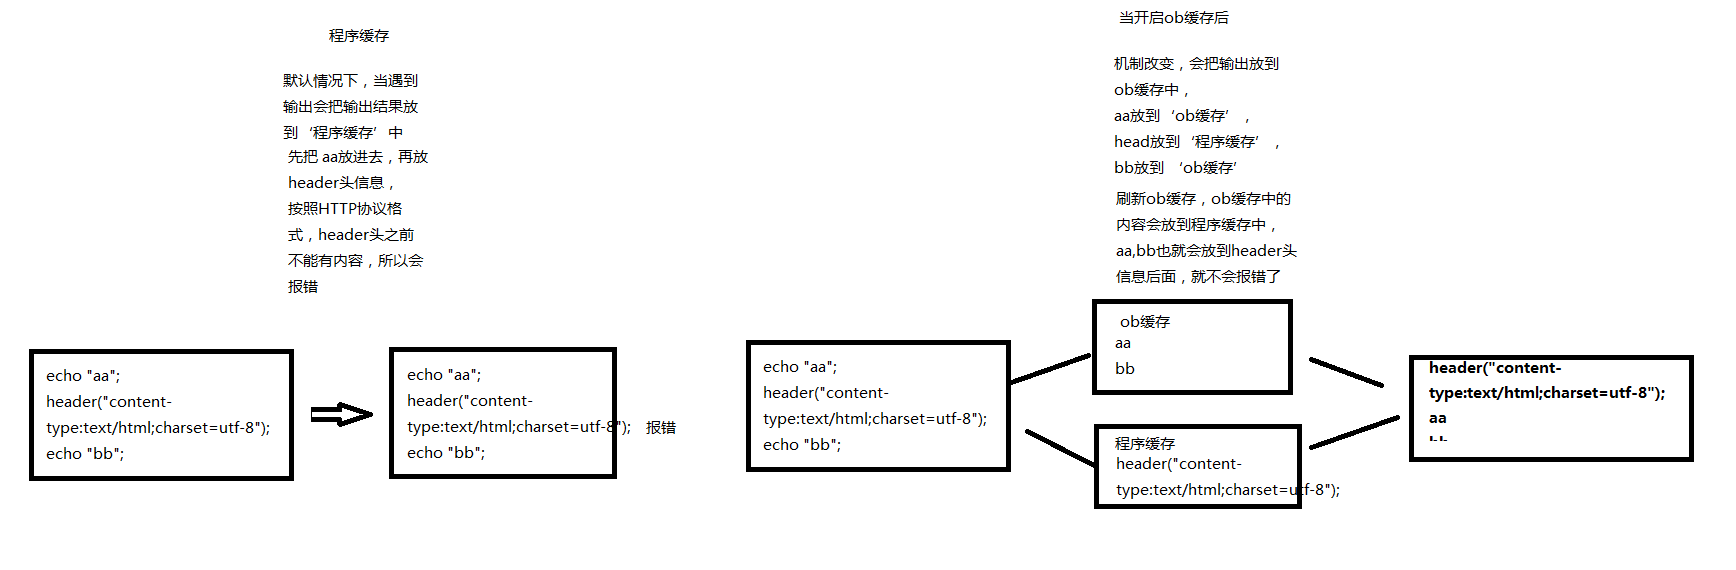 程序缓存
默认情况下，当遇到
输出会把输出结果放
到‘程序缓存’中
先把 aa放进去，再放
header头信息，
按照HTTP协议格
式，header头之前
不能有内容，所以会
报错
echo "aa";
header("content-
type:text/html;charset=utf-8");
echo "bb";
echo "aa";
header("content-
type:text/html;charset=utf-8"); 报错
echo "bb";
当开启ob缓存后
机制改变，会把输出放到
ob缓存中，
aa放到‘ob缓存’，
head放到‘程序缓存’，
bb放到 ‘ob缓存’
刷新ob缓存，ob缓存中的
内容会放到程序缓存中，
aa,bb也就会放到header头
信息后面，就不会报错了
echo "aa";
header("content-
type:text/html;charset=utf-8");
echo "bb";
ob缓存
aa
bb
程序缓存
header("content-
type:text/html;charset=utf-8");
header("content-
type:text/html;charset=utf-8");
aa